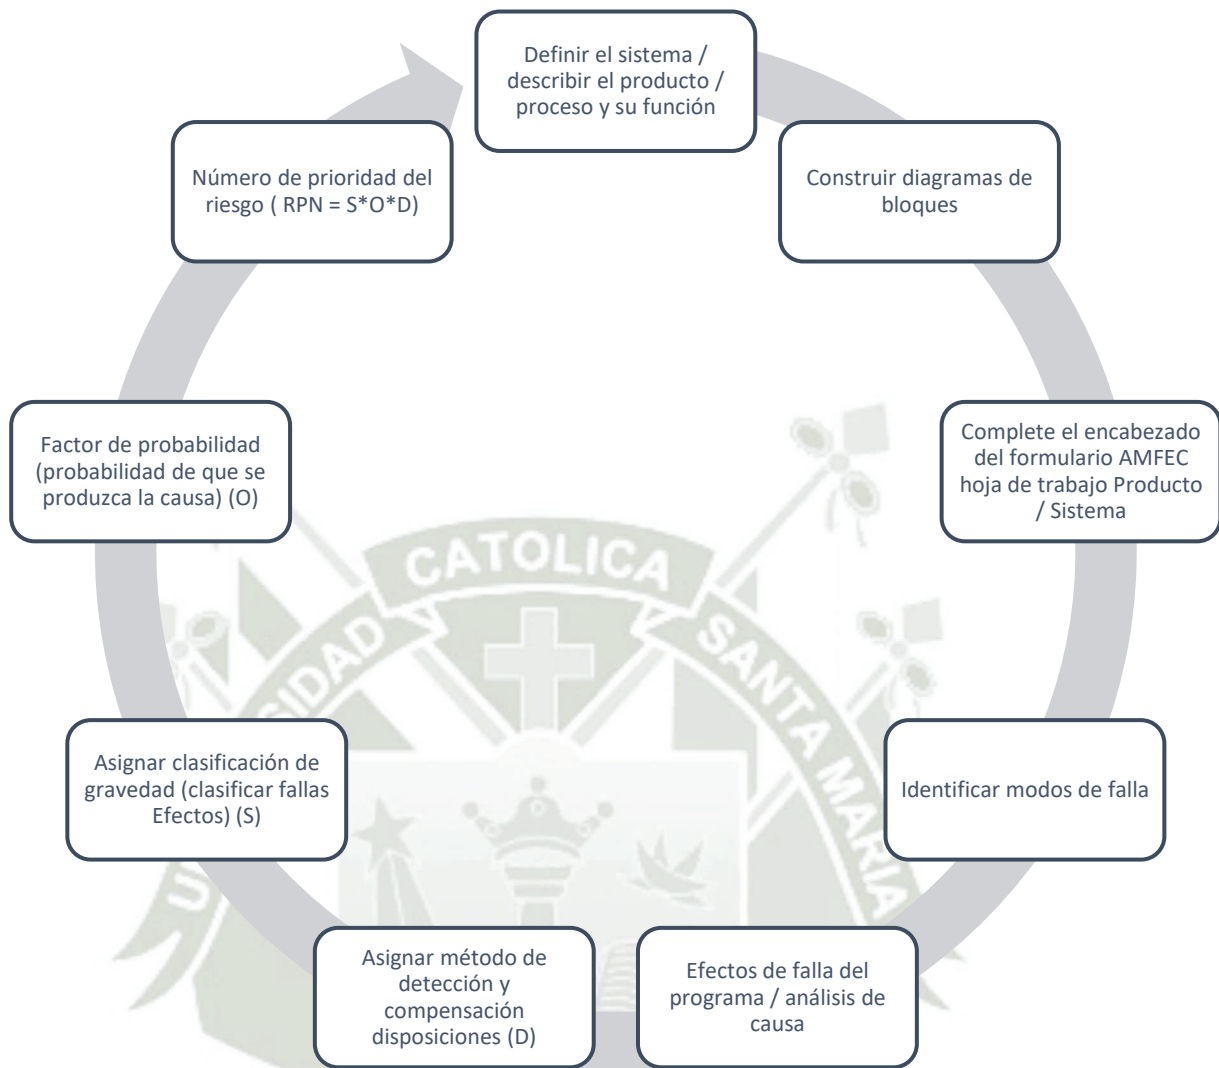 Definir el sistema /
describir el producto /
proceso y su función
Construir diagramas de
bloques
Complete el encabezado
del formulario AMFEC
hoja de trabajo Producto
/ Sistema
Identificar modos de falla
Efectos de falla del
programa / análisis de
causa
Asignar método de
detección y
compensación
disposiciones (D)
Asignar clasificación de
gravedad (clasificar fallas
Efectos) (S)
Factor de probabilidad
(probabilidad de que se
produzca la causa) (O)
Número de prioridad del
riesgo ( RPN = S*O*D)
CATOLICA
SANTA MARIA